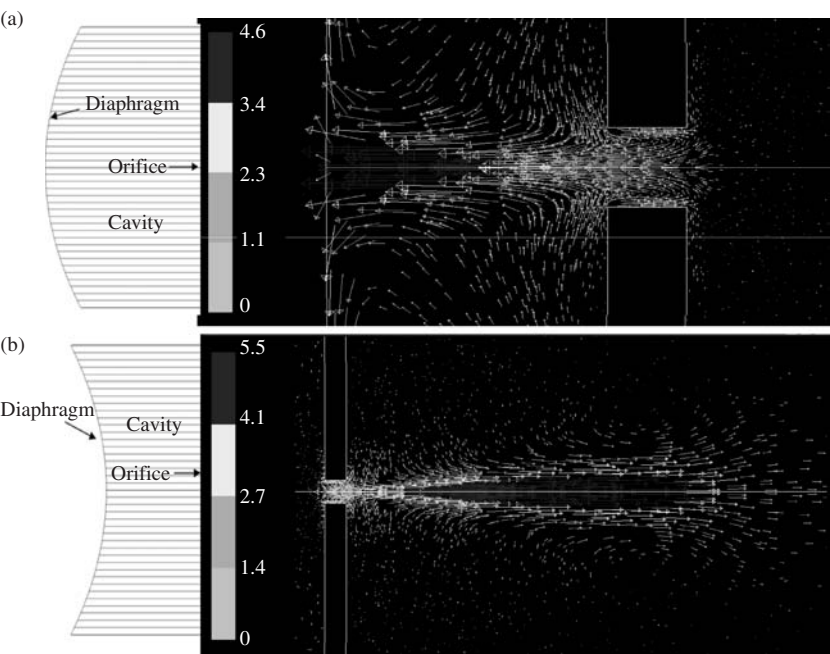 (a)
Diaphragm
Orifice
Cavity
4.6
3.4
2.3
1.1
0
(b)
Diaphragm
Cavity
Orifice
5.5
4.1
2.7
1.4
0